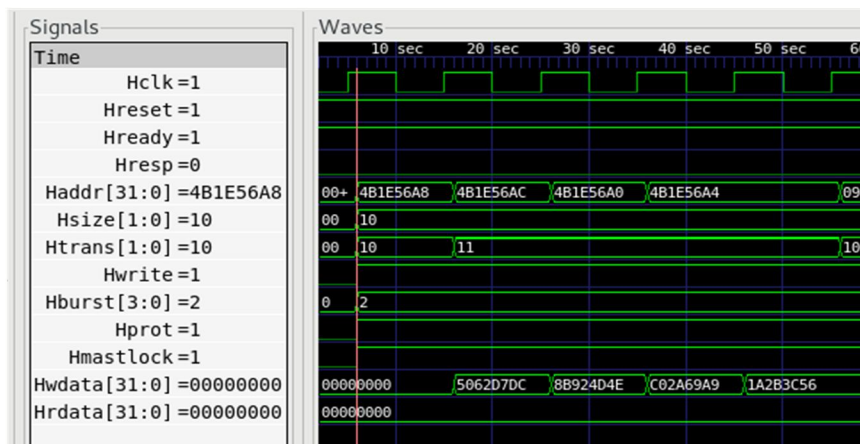 Signals Waves
Time 10 sec 20 sec 30 sec 40 sec 50 sec 6
Hclk=1
Hreset=1
Hready=1
Hresp=0
Haddr[31:0]=4B1E56A8 00+ 4B1E56A8 4B1E56AC 4B1E56A0 4B1E56A4 09
Hsize[1:0]=10 00 10
Htrans[1:0]=10 00 10 11 10
Hwrite=1
Hburst[3:0]=2 0 2
Hprot=1
Hmastlock=1
Hwdata[31:0]=00000000 00000000 5062D7DC 8B924D4E C02A69A9 1A2B3C56
Hrdata[31:0]=00000000 00000000